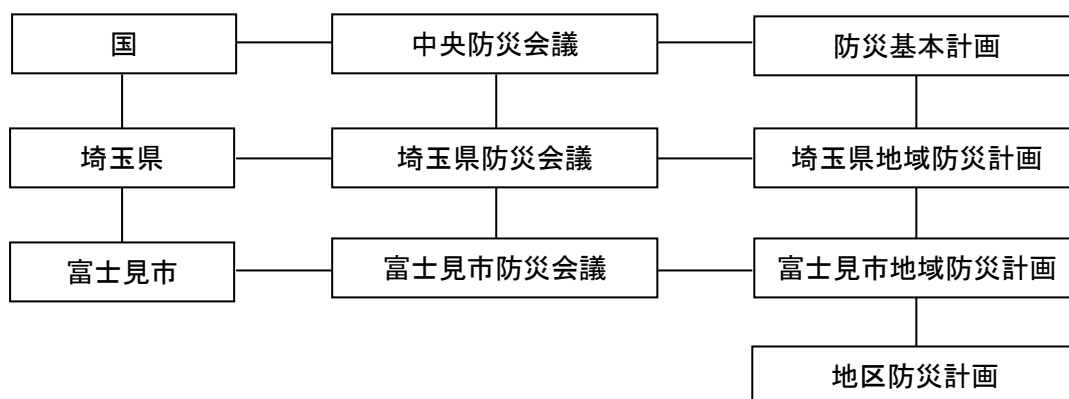 国
中央防災会議
防災基本計画
埼玉県
埼玉県防災会議
埼玉県地域防災計画
富士見市
富士見市防災会議
富士見市地域防災計画
地区防災計画